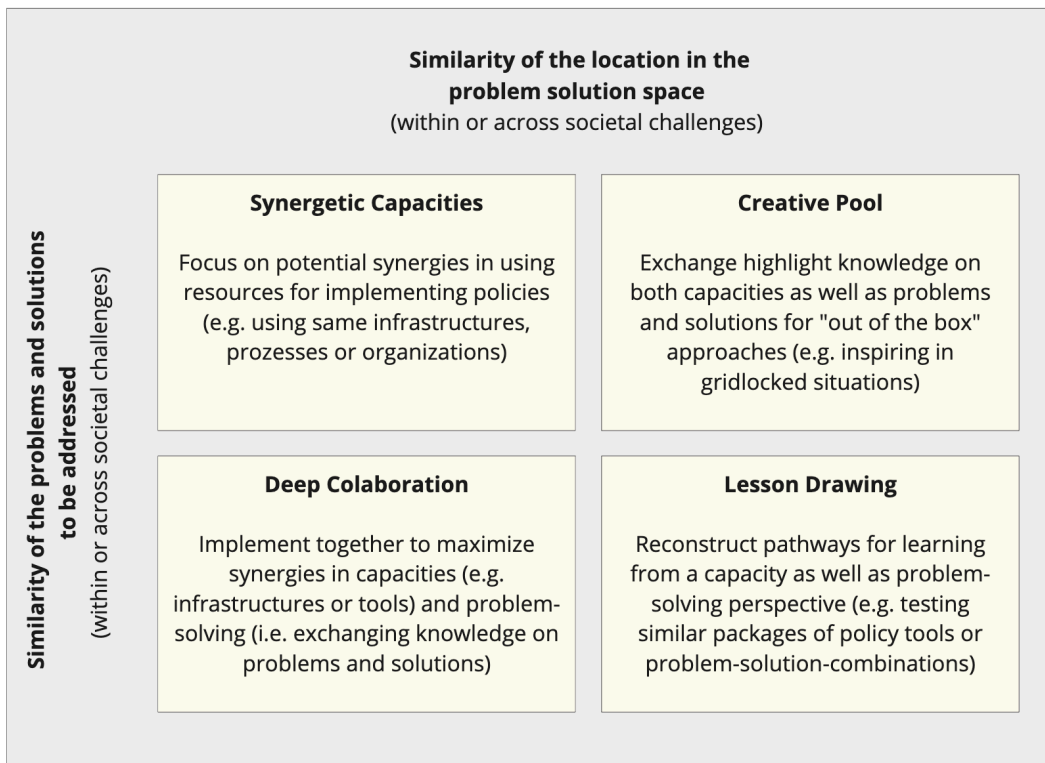 Similarity of the location in the
problem solution space
(within or across societal challenges)
Similarity of the problems and solutions
to be addressed
(within or across societal challenges)
Synergetic Capacities
Focus on potential synergies in using
resources for implementing policies
(e.g. using same infrastructures,
prozesses or organizations)
Creative Pool
Exchange highlight knowledge on
both capacities as well as problems
and solutions for "out of the box"
approaches (e.g. inspiring in
gridlocked situations)
Deep Colaboration
Implement together to maximize
synergies in capacities (e.g.
infrastructures or tools) and problem-
solving (i.e. exchanging knowledge on
problems and solutions)
Lesson Drawing
Reconstruct pathways for learning
from a capacity as well as problem-
solving perspective (e.g. testing
similar packages of policy tools or
problem-solution-combinations)